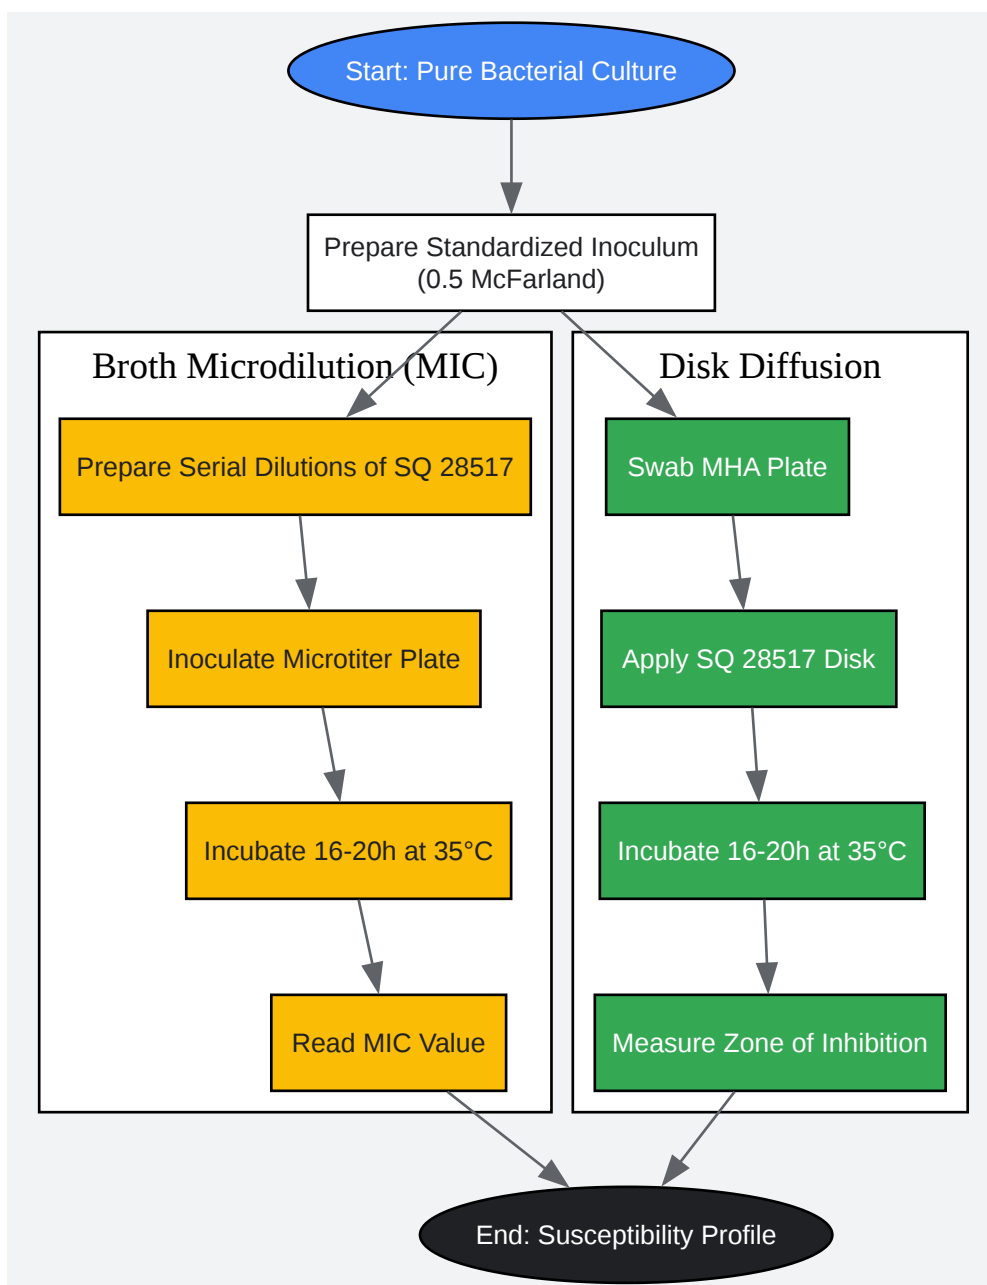 Start: Pure Bacterial Culture
Prepare Standardized Inoculum
(0.5 McFarland)
Broth Microdilution (MIC)
Prepare Serial Dilutions of SQ 28517
Inoculate Microtiter Plate
Incubate 16-20h at 35°C
Read MIC Value
Disk Diffusion
Swab MHA Plate
Apply SQ 28517 Disk
Incubate 16-20h at 35°C
Measure Zone of Inhibition
End: Susceptibility Profile